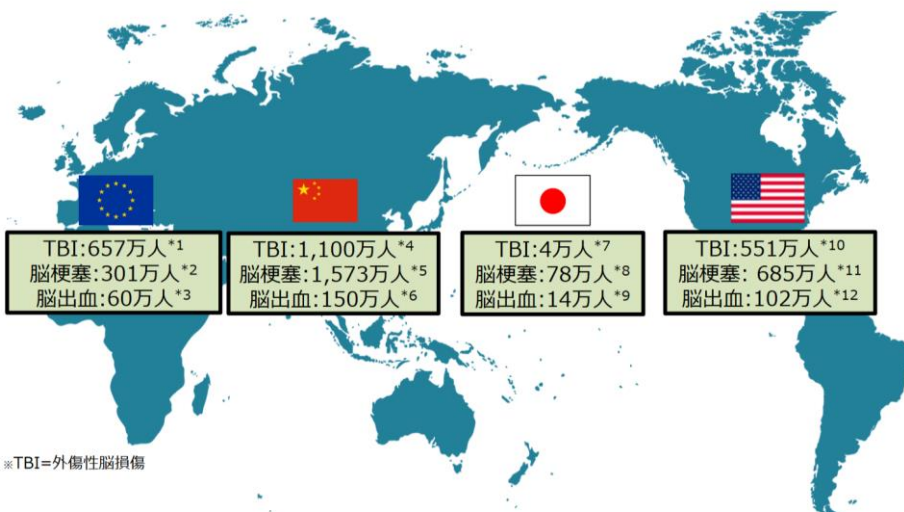 TBI:657万人*1
脳梗塞:301万人*2
脳出血:60万人*3
TBI:1,100万人*4
脳梗塞:1,573万人*5
脳出血:150万人*6
TBI:4万人*7
脳梗塞:78万人*8
脳出血:14万人*9
TBI:551万人*10
脳梗塞: 685万人*11
脳出血:102万人*12
※TBI=外傷性脳損傷